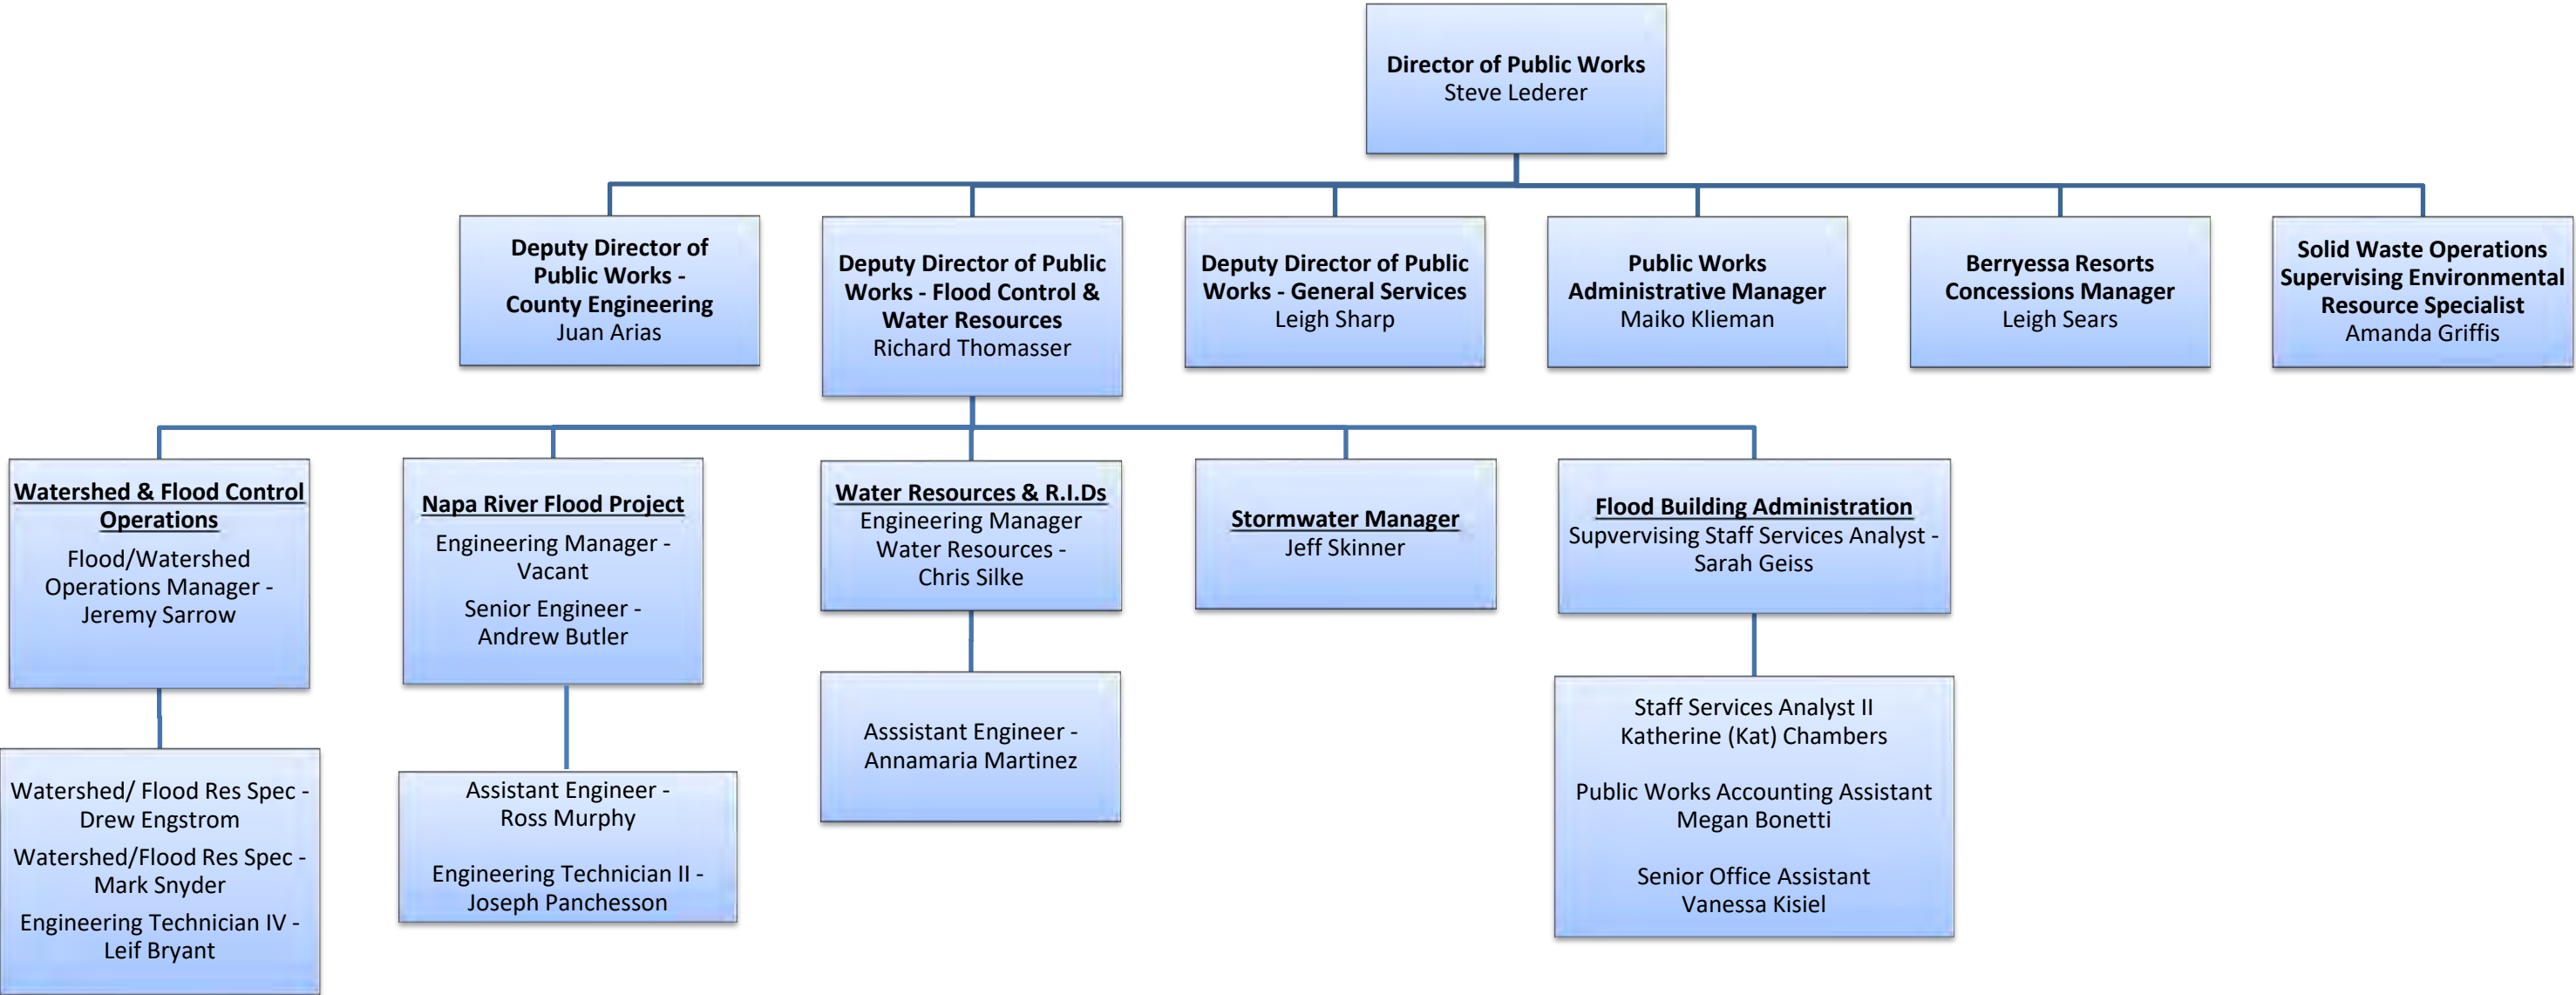 Director of Public Works
Steve Lederer
Deputy Director of
Public Works -
County Engineering
Juan Arias
Deputy Director of Public
Works - Flood Control &
Water Resources
Richard Thomasser
Deputy Director of Public
Works - General Services
Leigh Sharp
Public Works
Administrative Manager
Maiko Klieman
Berryessa Resorts
Concessions Manager
Leigh Sears
Solid Waste Operations
Supervising Environmental
Resource Specialist
Amanda Griffis
Watershed & Flood Control
Operations
Flood/Watershed
Operations Manager -
Jeremy Sarrow
Napa River Flood Project
Engineering Manager -
Vacant
Senior Engineer -
Andrew Butler
Water Resources & R.I.Ds
Engineering Manager
Water Resources -
Chris Silke
Stormwater Manager
Jeff Skinner
Flood Building Administration
Supvervising Staff Services Analyst -
Sarah Geiss
Watershed/ Flood Res Spec -
Drew Engstrom
Watershed/Flood Res Spec -
Mark Snyder
Engineering Technician IV -
Leif Bryant
Assistant Engineer -
Ross Murphy
Engineering Technician II -
Joseph Panchesson
Asssistant Engineer -
Annamaria Martinez
Staff Services Analyst II
Katherine (Kat) Chambers
Public Works Accounting Assistant
Megan Bonetti
Senior Office Assistant
Vanessa Kisiel